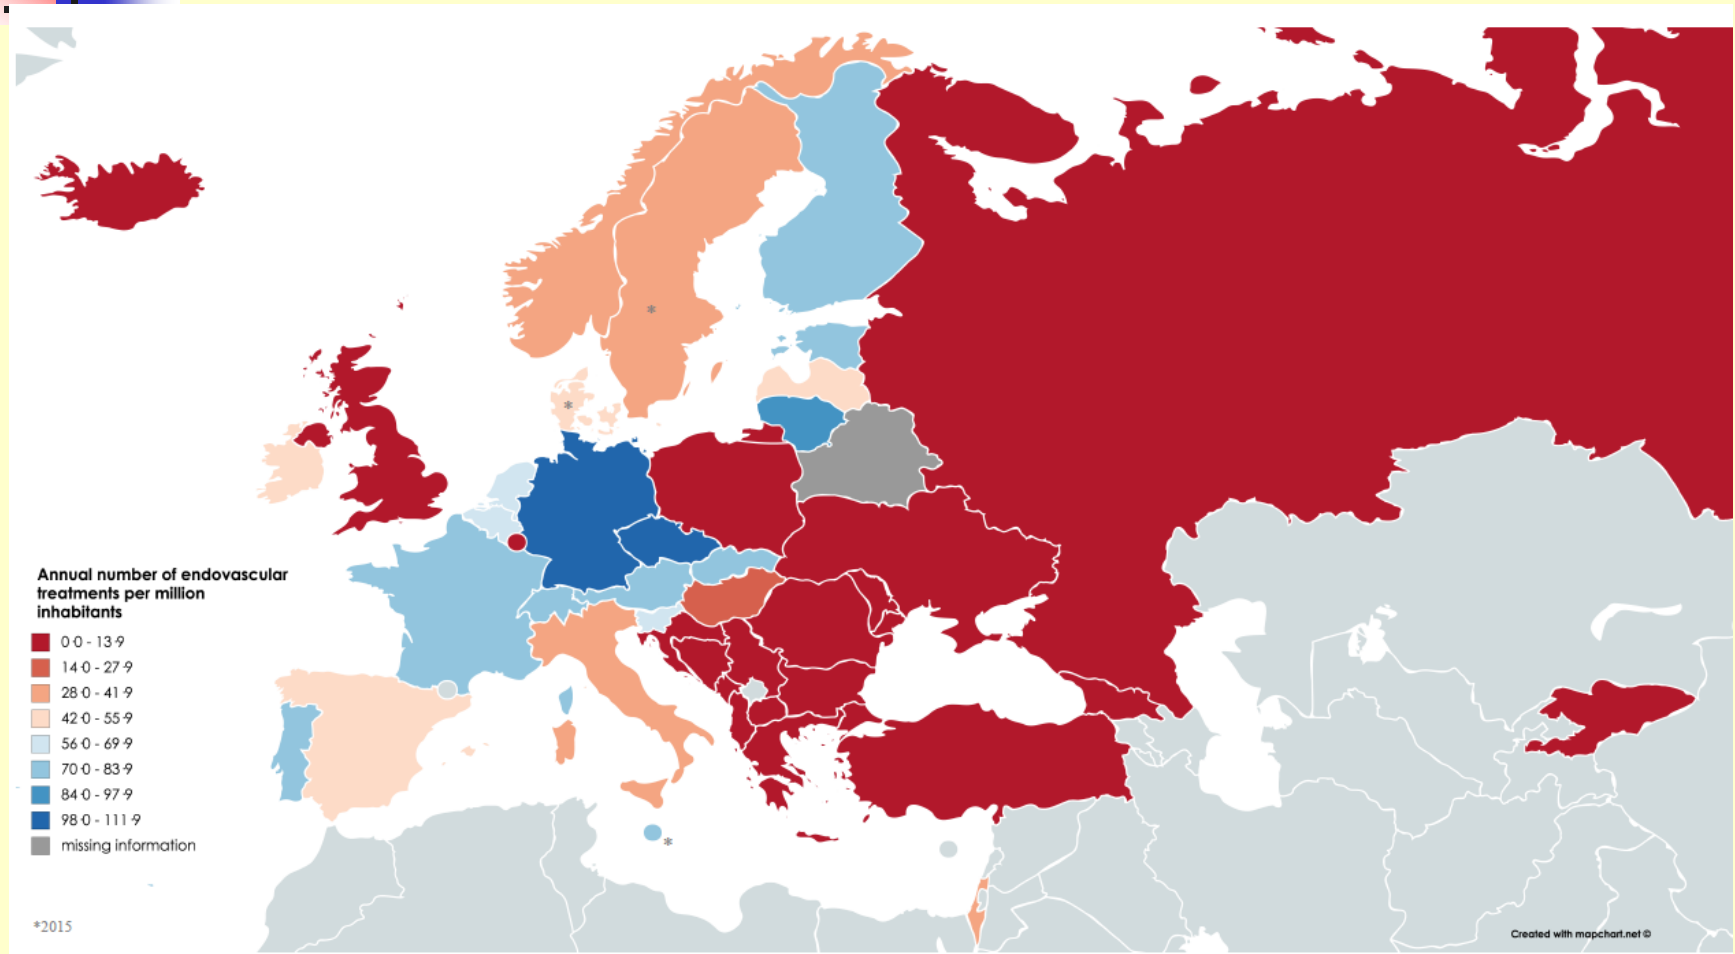 Annual number of endovascular
treatments per million
inhabitants
0·0 - 13·9
14·0 - 27·9
28·0 - 41·9
42·0 - 55·9
56·0 - 69·9
70·0 - 83·9
84·0 - 97·9
98·0 - 111·9
missing information
*
*
*
*2015
Created with mapchart.net ©